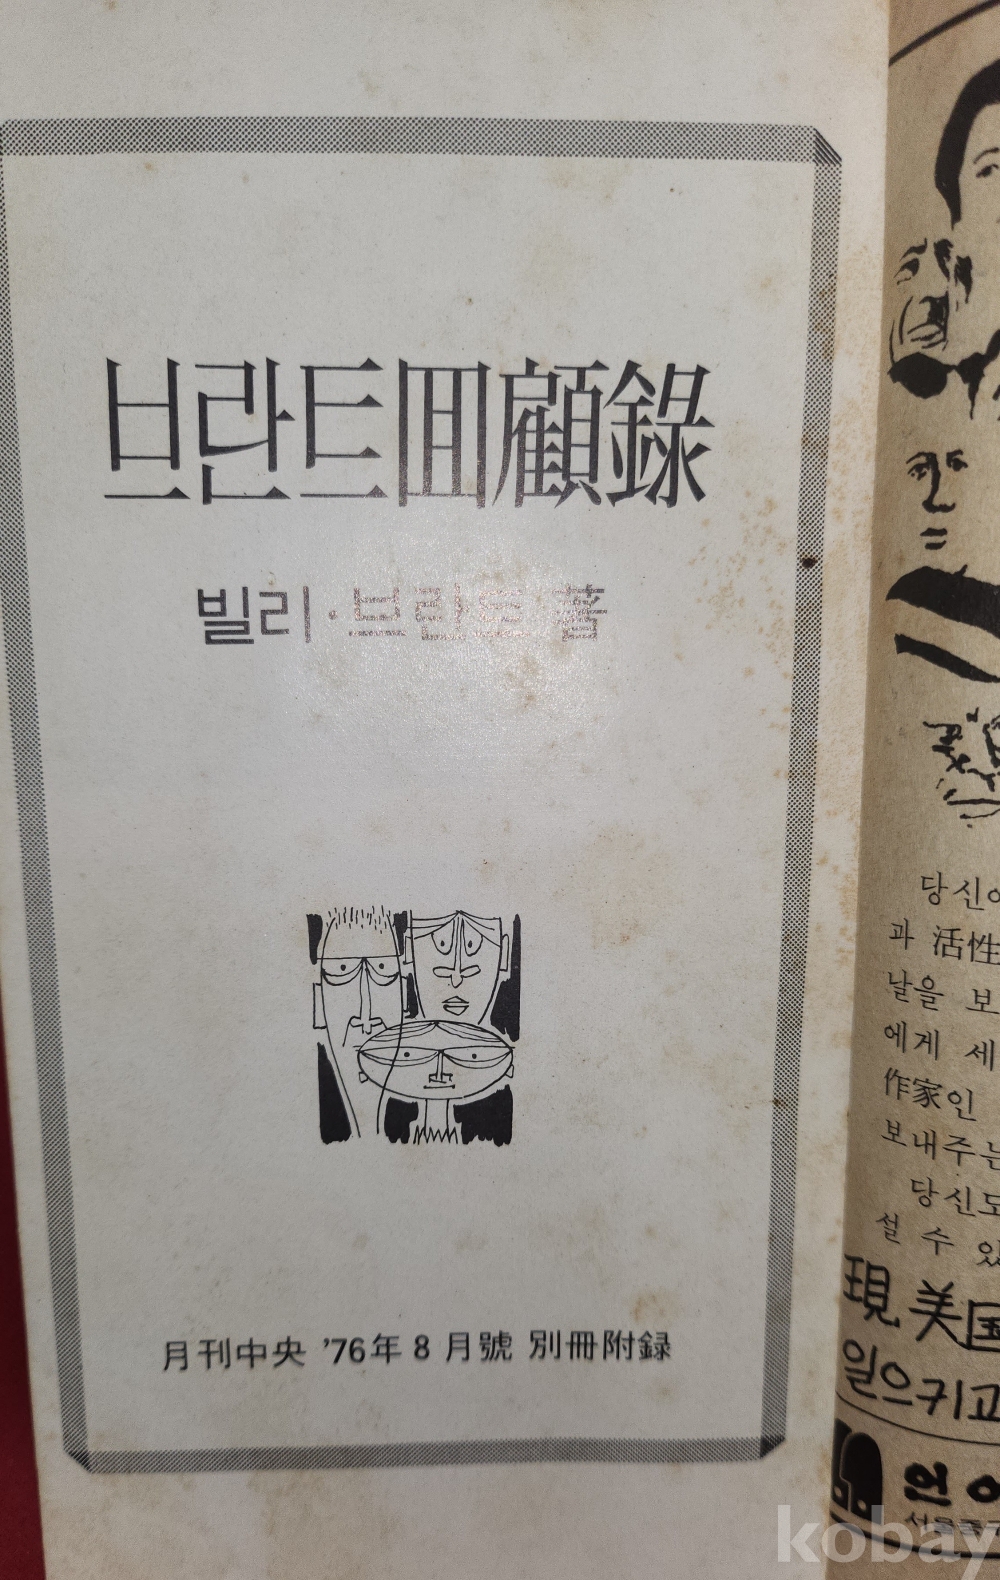 브란트回顧錄
빌리·브란트 著
月刊中央 '76年 8月號 別冊附録
당신
과 活性
날을 보
에게 세
作家인
보내주는
당신도
설 수 있
現 美国
일으키고
언어
kobay